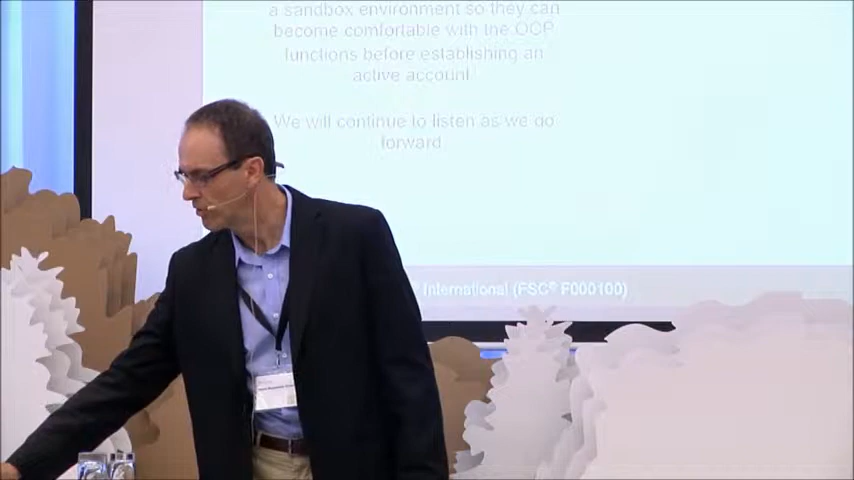 a sandbox environment so they can
become comfortable with the OCP
functions before establishing an
active account
We will continue to listen as we do
forward
International (FSC® F000100)